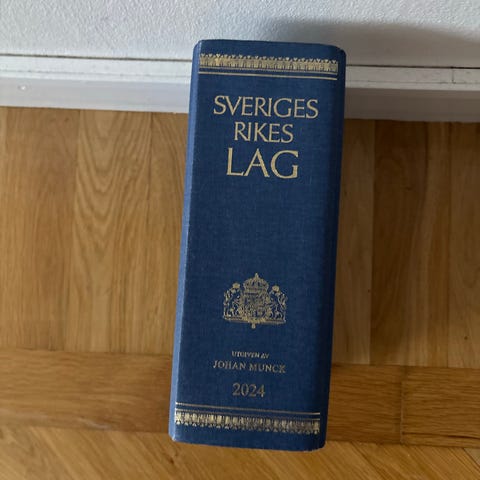 SVERIGES
RIKES
LAG
UTGIVEN AV
JOHAN MUNCK
2024